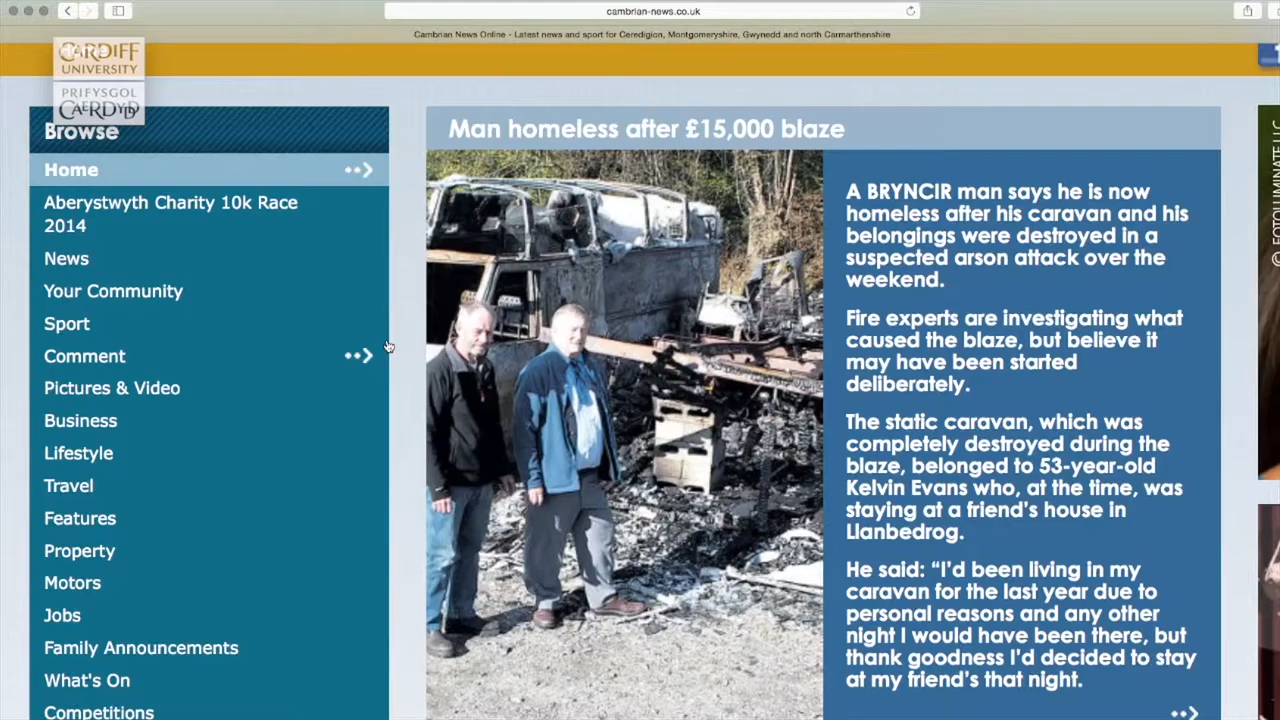 cambrian-news.co.uk
Cambrian News Online - Latest news and sport for Ceredigion, Montgomeryshire, Gwynedd and north Carmarthenshire
CARDIFF
UNIVERSITY
PRIFYSGOL
CAERDYDD
Browse
Home
Aberystwyth Charity 10k Race
2014
News
Your Community
Sport
Comment
Pictures & Video
Business
Lifestyle
Travel
Features
Property
Motors
Jobs
Family Announcements
What's On
Competitions
Man homeless after £15,000 blaze
A BRYNCIR man says he is now
homeless after his caravan and his
belongings were destroyed in a
suspected arson attack over the
weekend.
Fire experts are investigating what
caused the blaze, but believe it
may have been started
deliberately.
The static caravan, which was
completely destroyed during the
blaze, belonged to 53-year-old
Kelvin Evans who, at the time, was
staying at a friend's house in
Llanbedrog.
He said: “I'd been living in my
caravan for the last year due to
personal reasons and any other
night I would have been there, but
thank goodness I'd decided to stay
at my friend's that night.